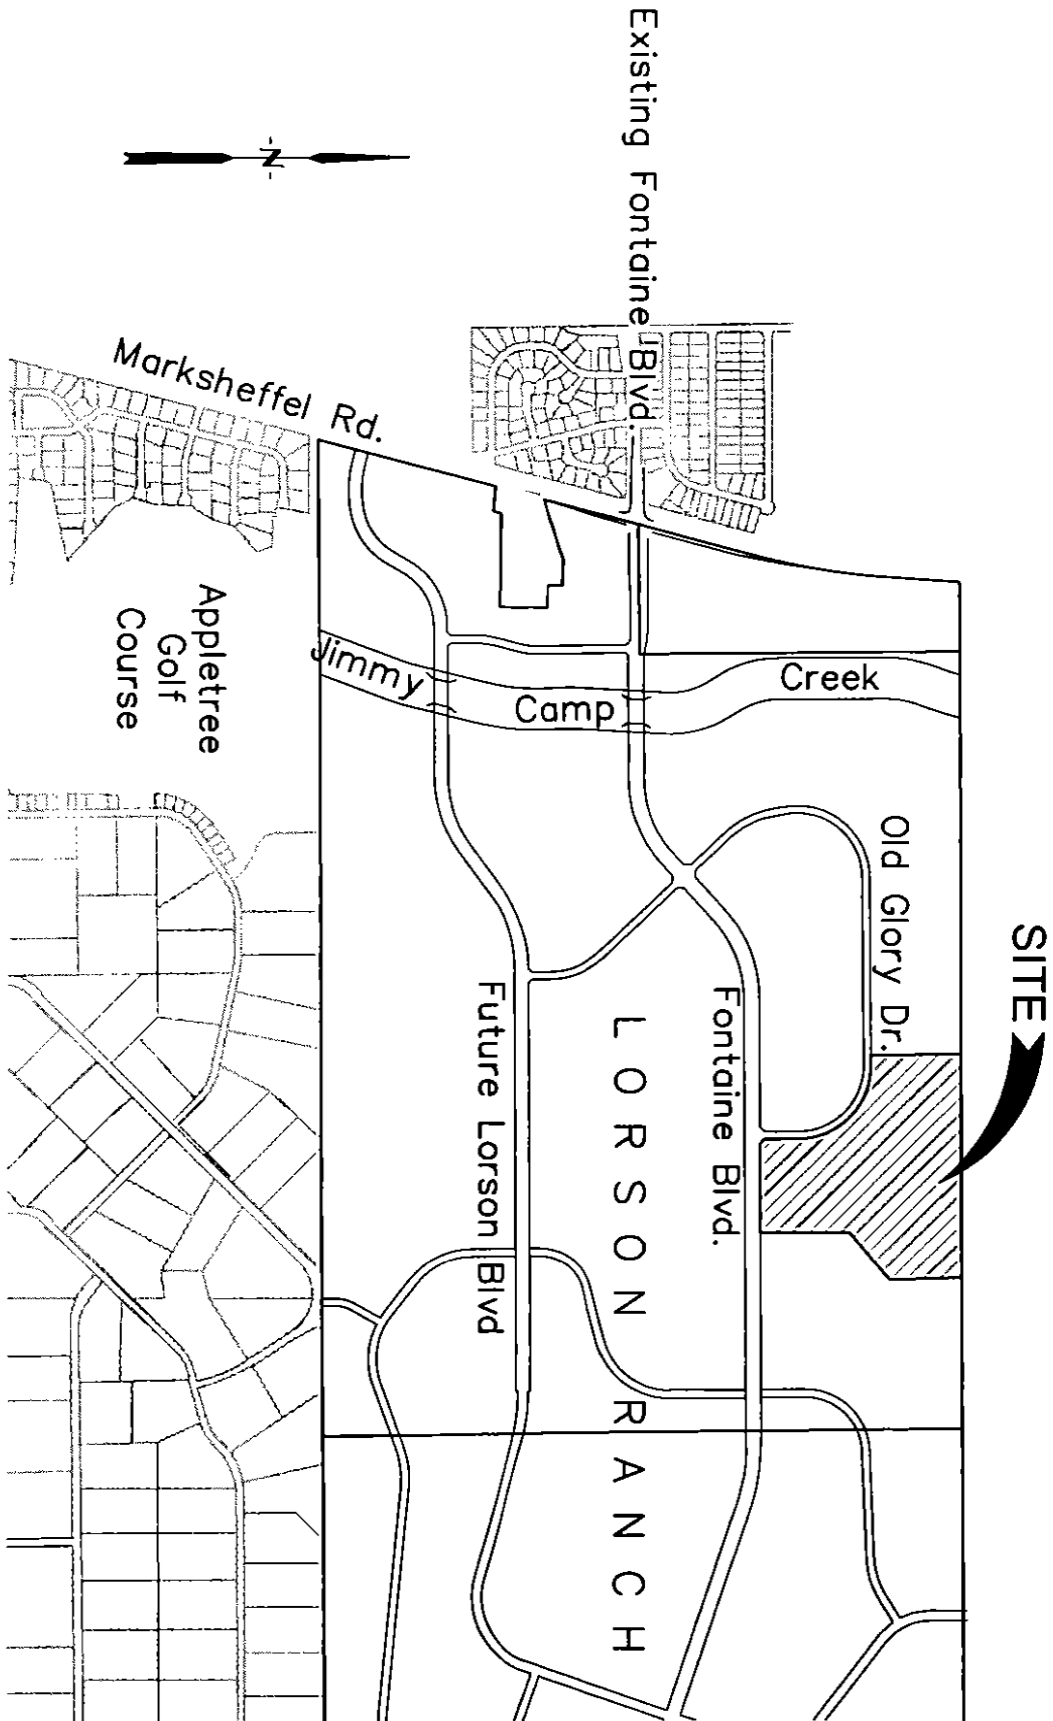 SITE
Old Glory Dr.
Creek
Existing Fontaine Blvd.
Fontaine Blvd.
LORSON RANCH
Camp
Future Lorson Blvd
Jimmy
Marksheffel Rd.
N
Appletree
Golf
Course